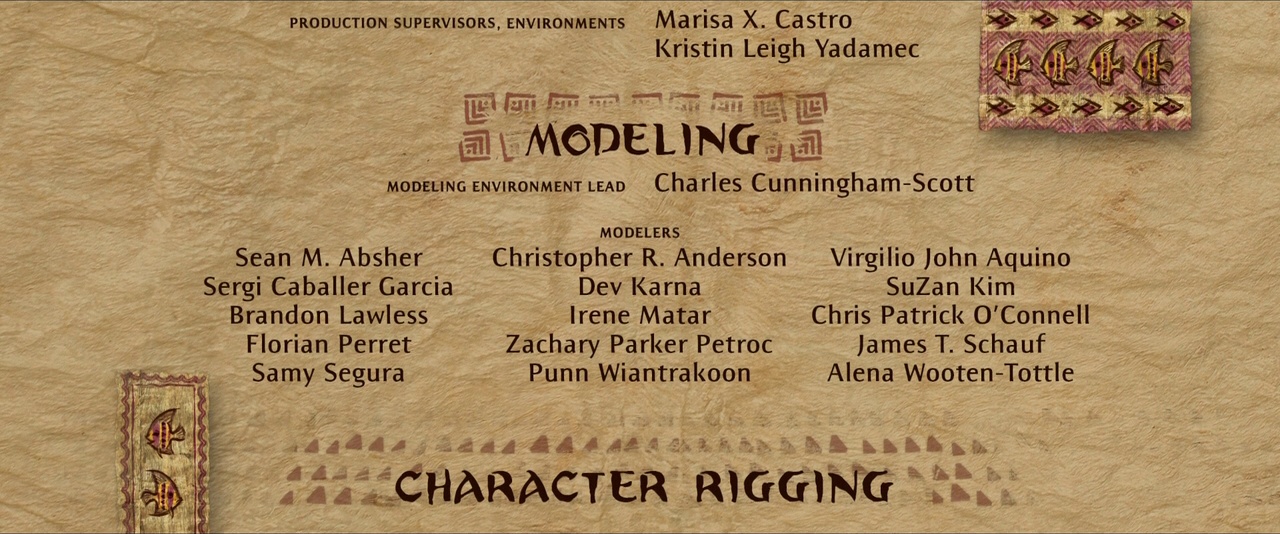 PRODUCTION SUPERVISORS, ENVIRONMENTS Marisa X. Castro
Kristin Leigh Yadamec
MODELING
MODELING ENVIRONMENT LEAD Charles Cunningham-Scott
MODELERS
Sean M. Absher Christopher R. Anderson Virgilio John Aquino
Sergi Caballer Garcia Dev Karna SuZan Kim
Brandon Lawless Irene Matar Chris Patrick O'Connell
Florian Perret Zachary Parker Petroc James T. Schauf
Samy Segura Punn Wiantrakoon Alena Wooten-Tottle
CHARACTER RIGGING